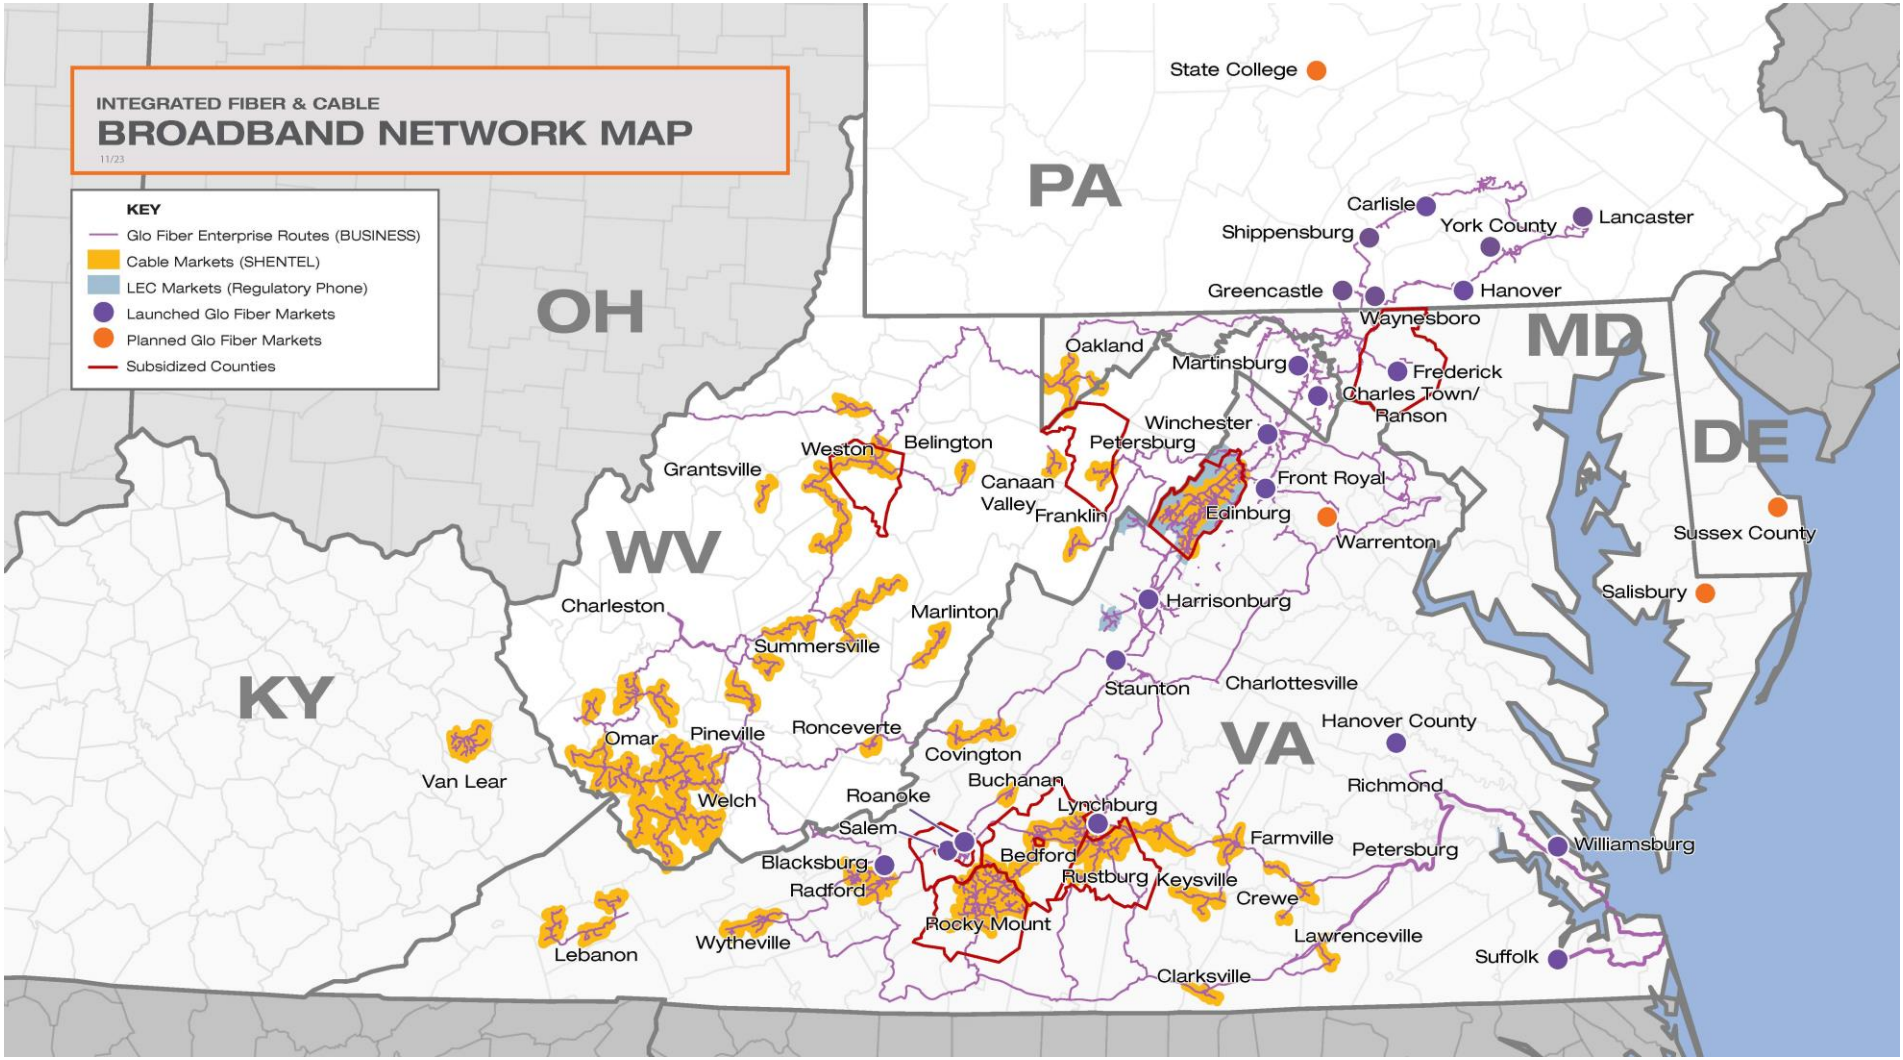 INTEGRATED FIBER & CABLE
BROADBAND NETWORK MAP
11/23
KEY
Glo Fiber Enterprise Routes (BUSINESS)
Cable Markets (SHENTEL)
LEC Markets (Regulatory Phone)
Launched Glo Fiber Markets
Planned Glo Fiber Markets
Subsidized Counties
State College
PA
Carlisle
Lancaster
York County
Shippensburg
Greencastle
Hanover
Waynesboro
OH
MD
Oakland
Martinsburg
Frederick
Charles Town/
Ranson
Winchester
Petersburg
Weston
Belington
Grantsville
Canaan
Valley
Franklin
Front Royal
Edinburg
Warrenton
DE
Sussex County
WV
Salisbury
Charleston
Marlinton
Harrisonburg
Summersville
KY
Staunton
Charlottesville
Hanover County
VA
Omar
Pineville
Ronceverte
Covington
Van Lear
Buchanan
Richmond
Welch
Roanoke
Lynchburg
Salem
Farmville
Williamsburg
Blacksburg
Bedford
Petersburg
Radford
Rustburg
Keysville
Crewe
Rocky Mount
Wytheville
Lebanon
Lawrenceville
Suffolk
Clarksville